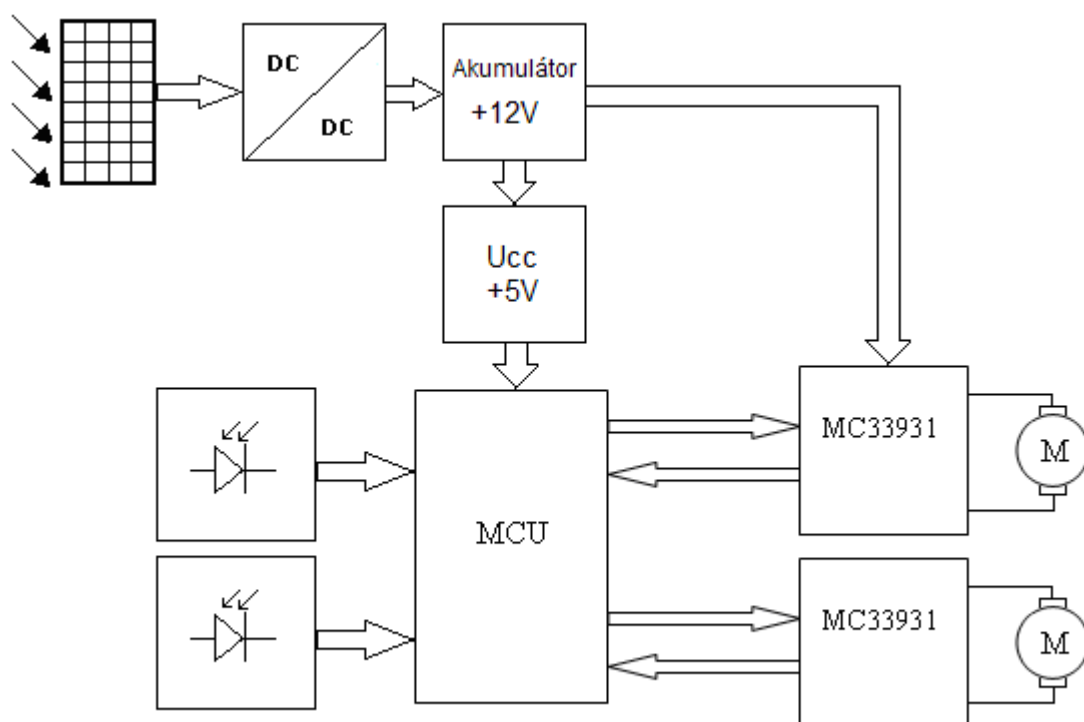 DC
DC
Akumulátor
+12V
Ucc
+5V
MCU
MC33931
M
MC33931
M